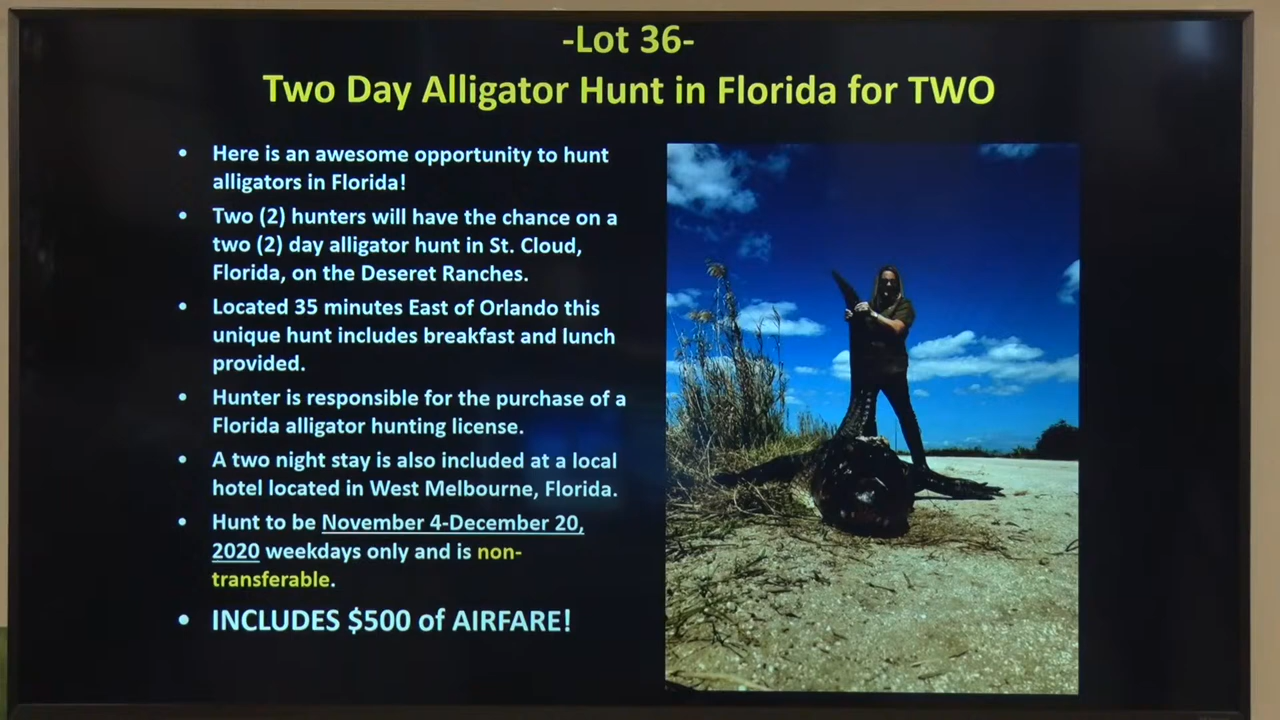 -Lot 36-
Two Day Alligator Hunt in Florida for TWO
• Here is an awesome opportunity to hunt
alligators in Florida!
• Two (2) hunters will have the chance on a
two (2) day alligator hunt in St. Cloud,
Florida, on the Deseret Ranches.
• Located 35 minutes East of Orlando this
unique hunt includes breakfast and lunch
provided.
• Hunter is responsible for the purchase of a
Florida alligator hunting license.
• A two night stay is also included at a local
hotel located in West Melbourne, Florida.
• Hunt to be November 4-December 20,
2020 weekdays only and is non-
transferable.
• INCLUDES $500 of AIRFARE!